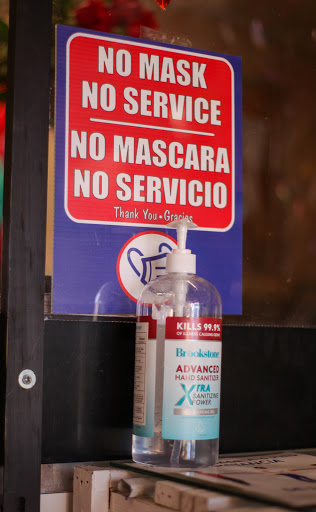 NO MASK
NO SERVICE
NO MASCARA
NO SERVICIO
Thank You • Gracias
KILLS 99.9%
Brookstone
ADVANCED
HAND SANITIZER
XTRA
SANITIZING
POWER